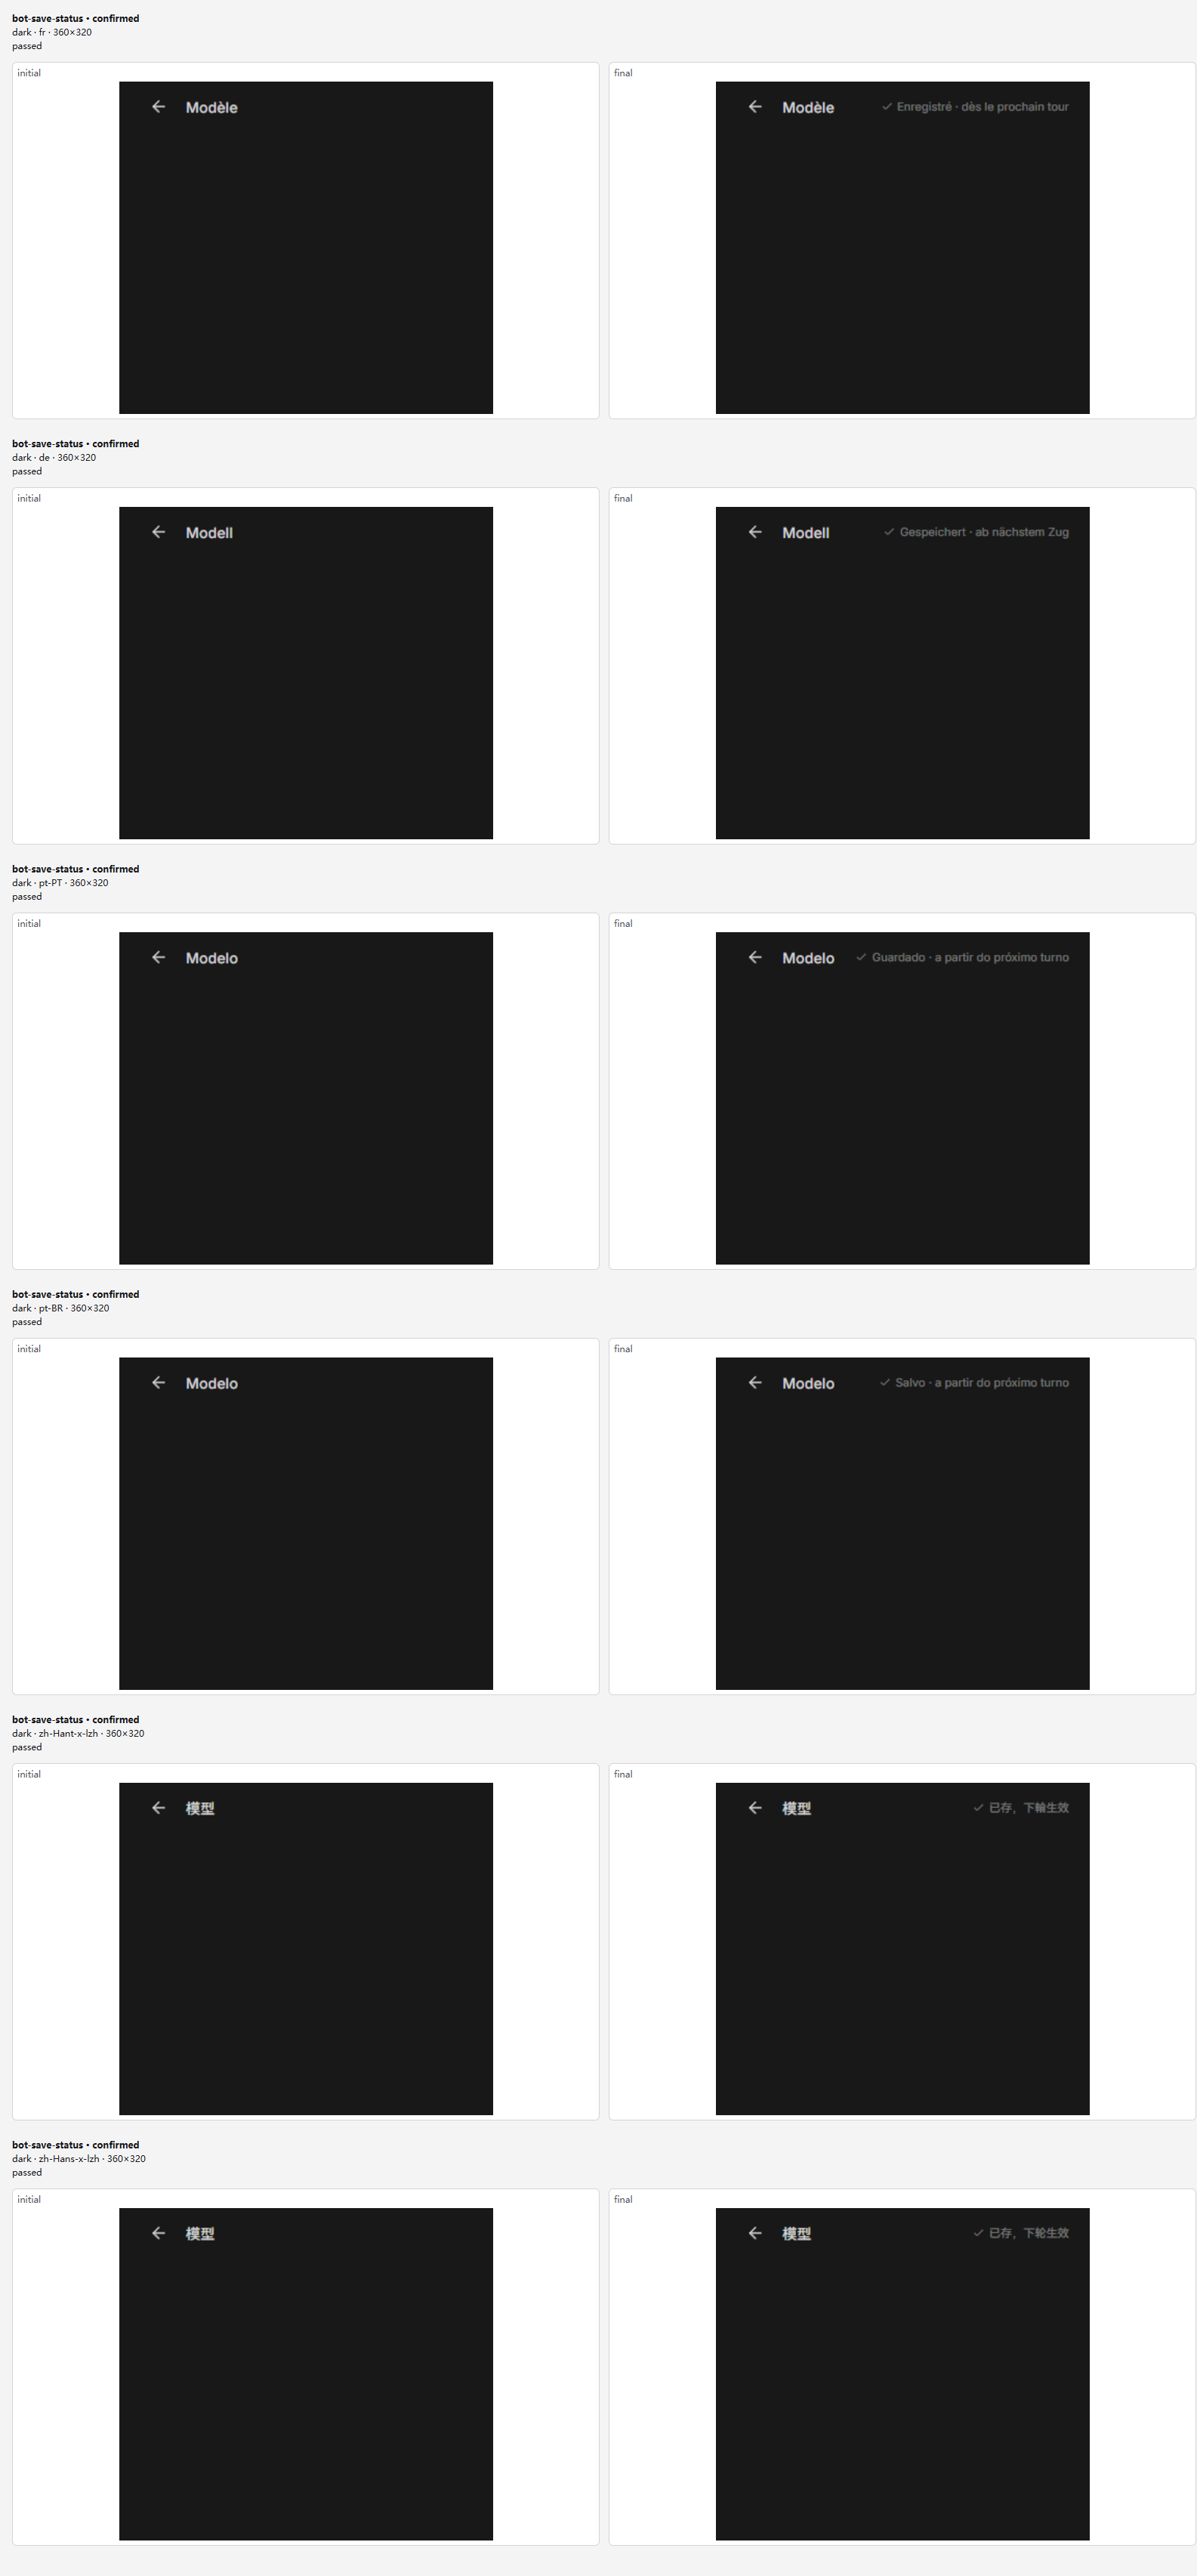 bot-save-status • confirmed
dark · fr · 360×320
passed
initial
Modèle
final
Modèle
Enregistré · dès le prochain tour
bot-save-status • confirmed
dark · de · 360×320
passed
initial
Modell
final
Modell
Gespeichert · ab nächstem Zug
bot-save-status • confirmed
dark · pt-PT · 360×320
passed
initial
Modelo
final
Modelo
Guardado · a partir do próximo turno
bot-save-status • confirmed
dark · pt-BR · 360×320
passed
initial
Modelo
final
Modelo
Salvo · a partir do próximo turno
bot-save-status • confirmed
dark · zh-Hant-x-lzh · 360×320
passed
initial
模型
final
模型
已存，下輪生效
bot-save-status • confirmed
dark · zh-Hans-x-lzh · 360×320
passed
initial
模型
final
模型
已存，下轮生效